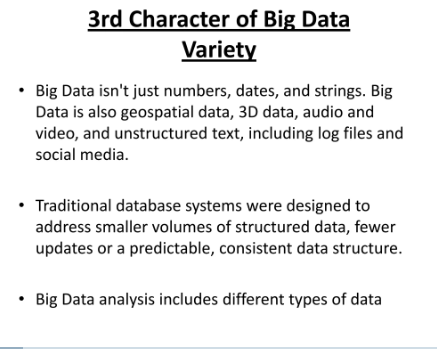 3rd Character of Big Data
Variety
• Big Data isn't just numbers, dates, and strings. Big
Data is also geospatial data, 3D data, audio and
video, and unstructured text, including log files and
social media.
• Traditional database systems were designed to
address smaller volumes of structured data, fewer
updates or a predictable, consistent data structure.
• Big Data analysis includes different types of data